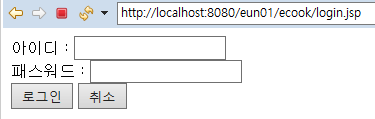 http://localhost:8080/eun01/ecook/login.jsp
아이디 :
패스워드 :
로그인 취소